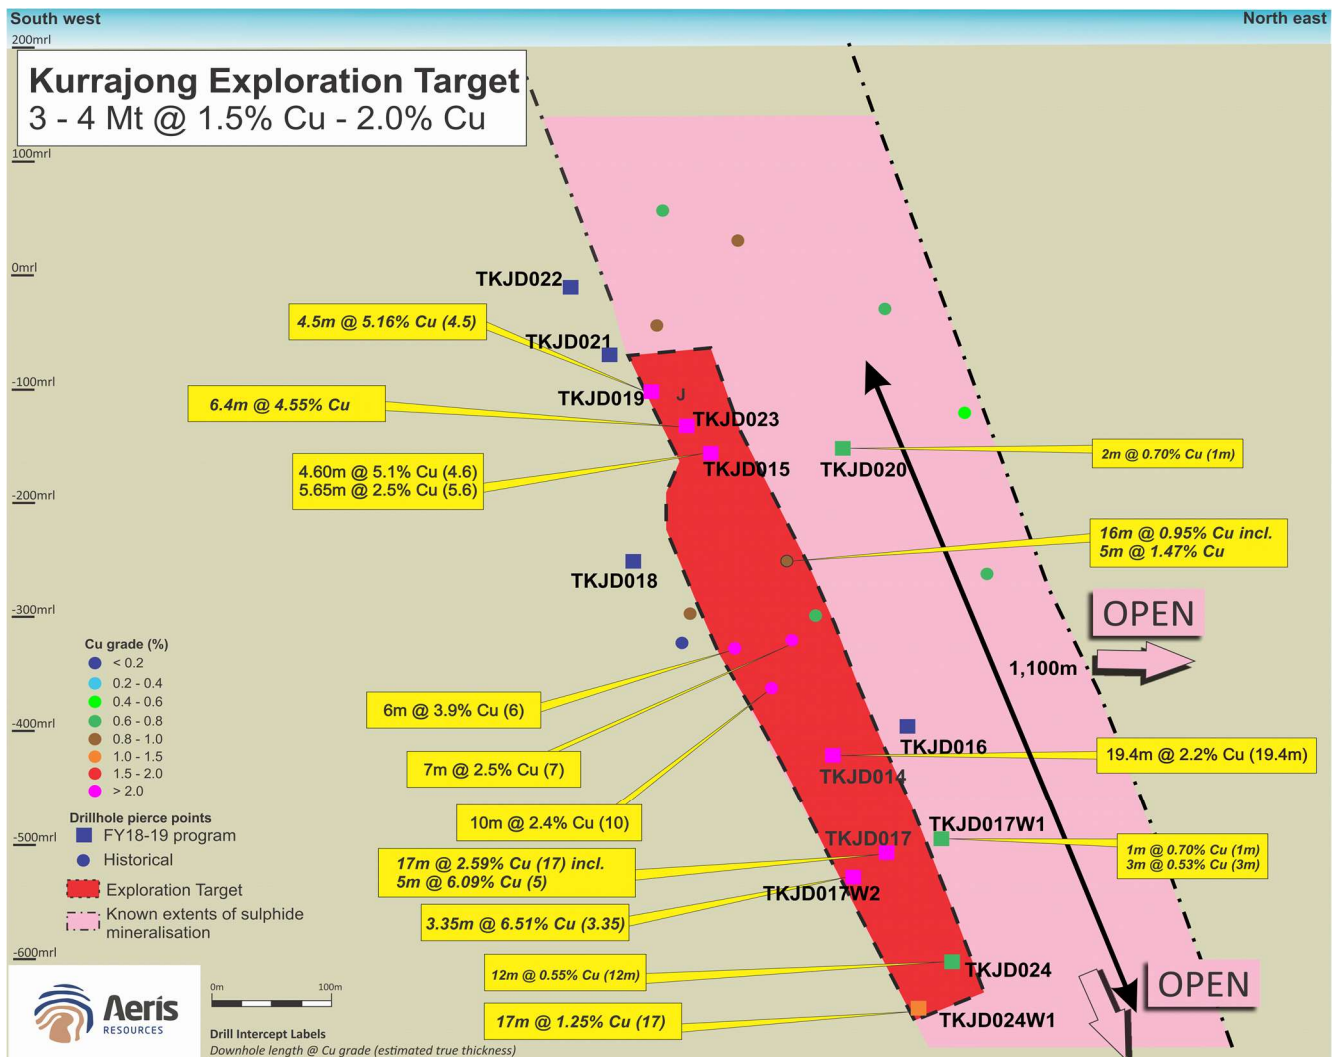 South west
North east
200mrl
Kurrajong Exploration Target
3 - 4 Mt @ 1.5% Cu - 2.0% Cu
100mrl
0mrl
TKJD022
4.5m @ 5.16% Cu (4.5)
TKJD021
-100mrl
TKJD019
J
6.4m @ 4.55% Cu
TKJD023
4.60m @ 5.1% Cu (4.6)
5.65m @ 2.5% Cu (5.6)
TKJD015
TKJD020
2m @ 0.70% Cu (1m)
-200mrl
16m @ 0.95% Cu incl.
5m @ 1.47% Cu
TKJD018
-300mrl
OPEN
1,100m
Cu grade (%)
< 0.2
0.2 - 0.4
0.4 - 0.6
0.6 - 0.8
0.8 - 1.0
1.0 - 1.5
1.5 - 2.0
> 2.0
6m @ 3.9% Cu (6)
-400mrl
TKJD016
7m @ 2.5% Cu (7)
TKJD014
19.4m @ 2.2% Cu (19.4m)
10m @ 2.4% Cu (10)
Drillhole pierce points
FY18-19 program
Historical
Exploration Target
Known extents of sulphide
mineralisation
-500mrl
TKJD017W1
TKJD017
1m @ 0.70% Cu (1m)
3m @ 0.53% Cu (3m)
17m @ 2.59% Cu (17) incl.
5m @ 6.09% Cu (5)
TKJD017W2
3.35m @ 6.51% Cu (3.35)
-600mrl
12m @ 0.55% Cu (12m)
TKJD024
OPEN
17m @ 1.25% Cu (17)
TKJD024W1
Aeris
RESOURCES
0m
100m
Drill Intercept Labels
Downhole length @ Cu grade (estimated true thickness)